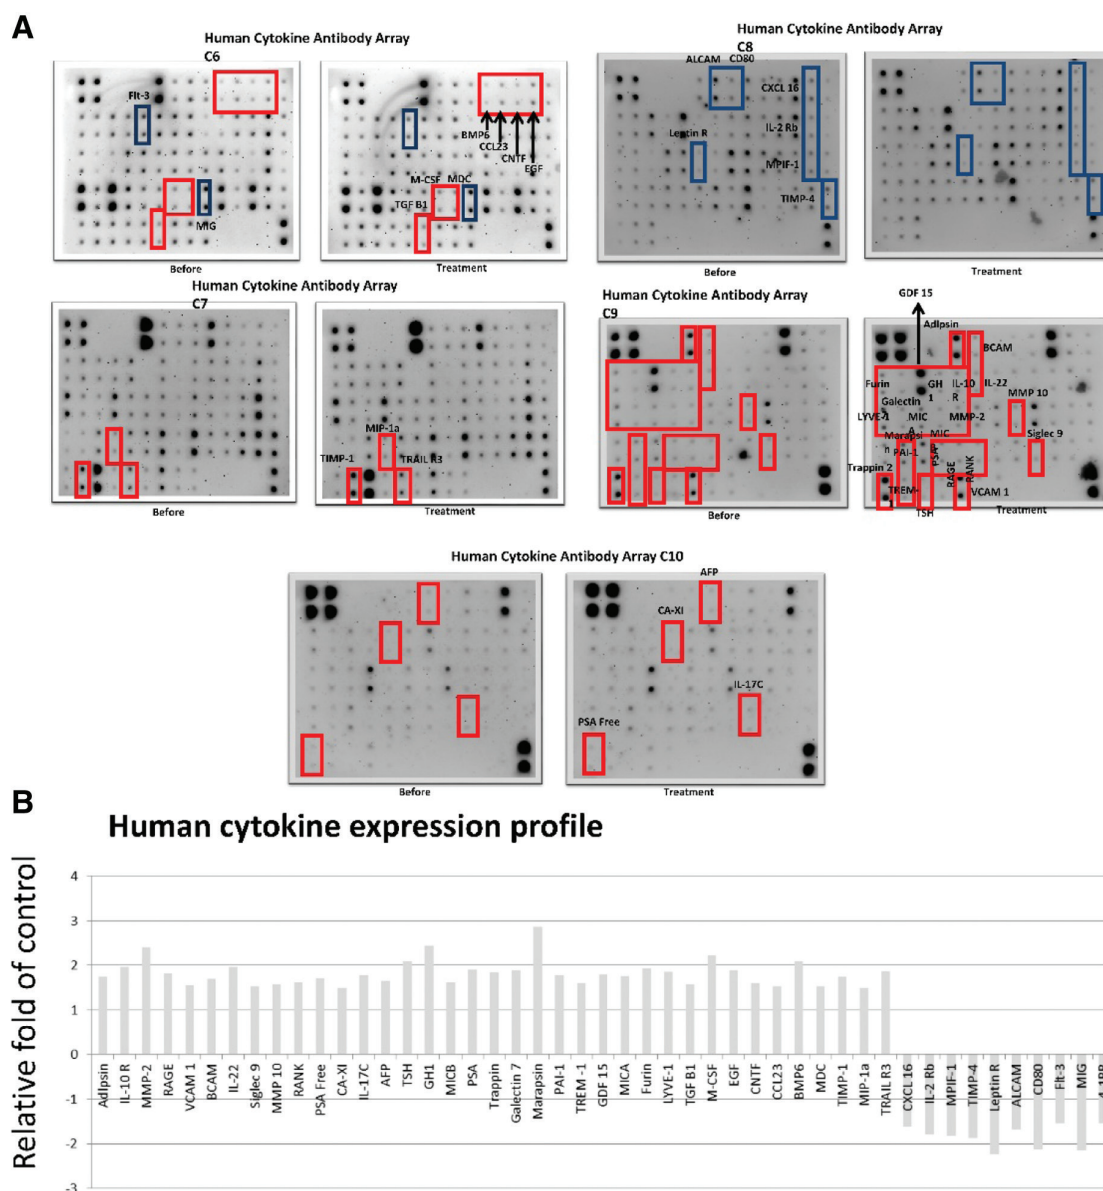 A
Human Cytokine Antibody Array
C6
Flt-3
MIG
Before
BMP6
CCL23
CNTF
EGF
M-CSF MDC
TGF B1
Treatment
Human Cytokine Antibody Array
C8
ALCAM CD80
CXCL 16
IL-2 Rb
Leptin R
MPIF-1
TIMP-4
Before
Treatment
Human Cytokine Antibody Array
C7
Before
MIP-1a
TIMP-1
TRAIL R3
Treatment
Human Cytokine Antibody Array
C9
Before
GDF 15
Adlpsin
BCAM
Furin
GH
1
IL-10
R
IL-22
Galectin
7
MMP 10
LYVE-1
MIC
A
MMP-2
Marapsi
n
MIC
B
Siglec 9
PAI-1
PSA
RAGE
RANK
Trappin 2
TREM-
1
VCAM 1
TSH
Treatment
Human Cytokine Antibody Array C10
Before
AFP
CA-XI
IL-17C
PSA Free
Treatment
B
Human cytokine expression profile
Relative fold of control
4
3
2
1
0
-1
-2
-3
Adlpsin
IL-10 R
MMP-2
RAGE
VCAM 1
BCAM
IL-22
Siglec 9
MMP 10
RANK
PSA Free
CA-XI
IL-17C
AFP
TSH
GH1
MICB
PSA
Trappin
Galectin 7
Marapsin
PAI-1
TREM -1
GDF 15
MICA
Furin
LYVE-1
TGF B1
M-CSF
EGF
CNTF
CCL23
BMP6
MDC
TIMP-1
MIP-1a
TRAIL R3
CXCL 16
IL-2 Rb
MPIF-1
TIMP-4
Leptin R
ALCAM
CD80
Flt-3
MIG
4-1BB